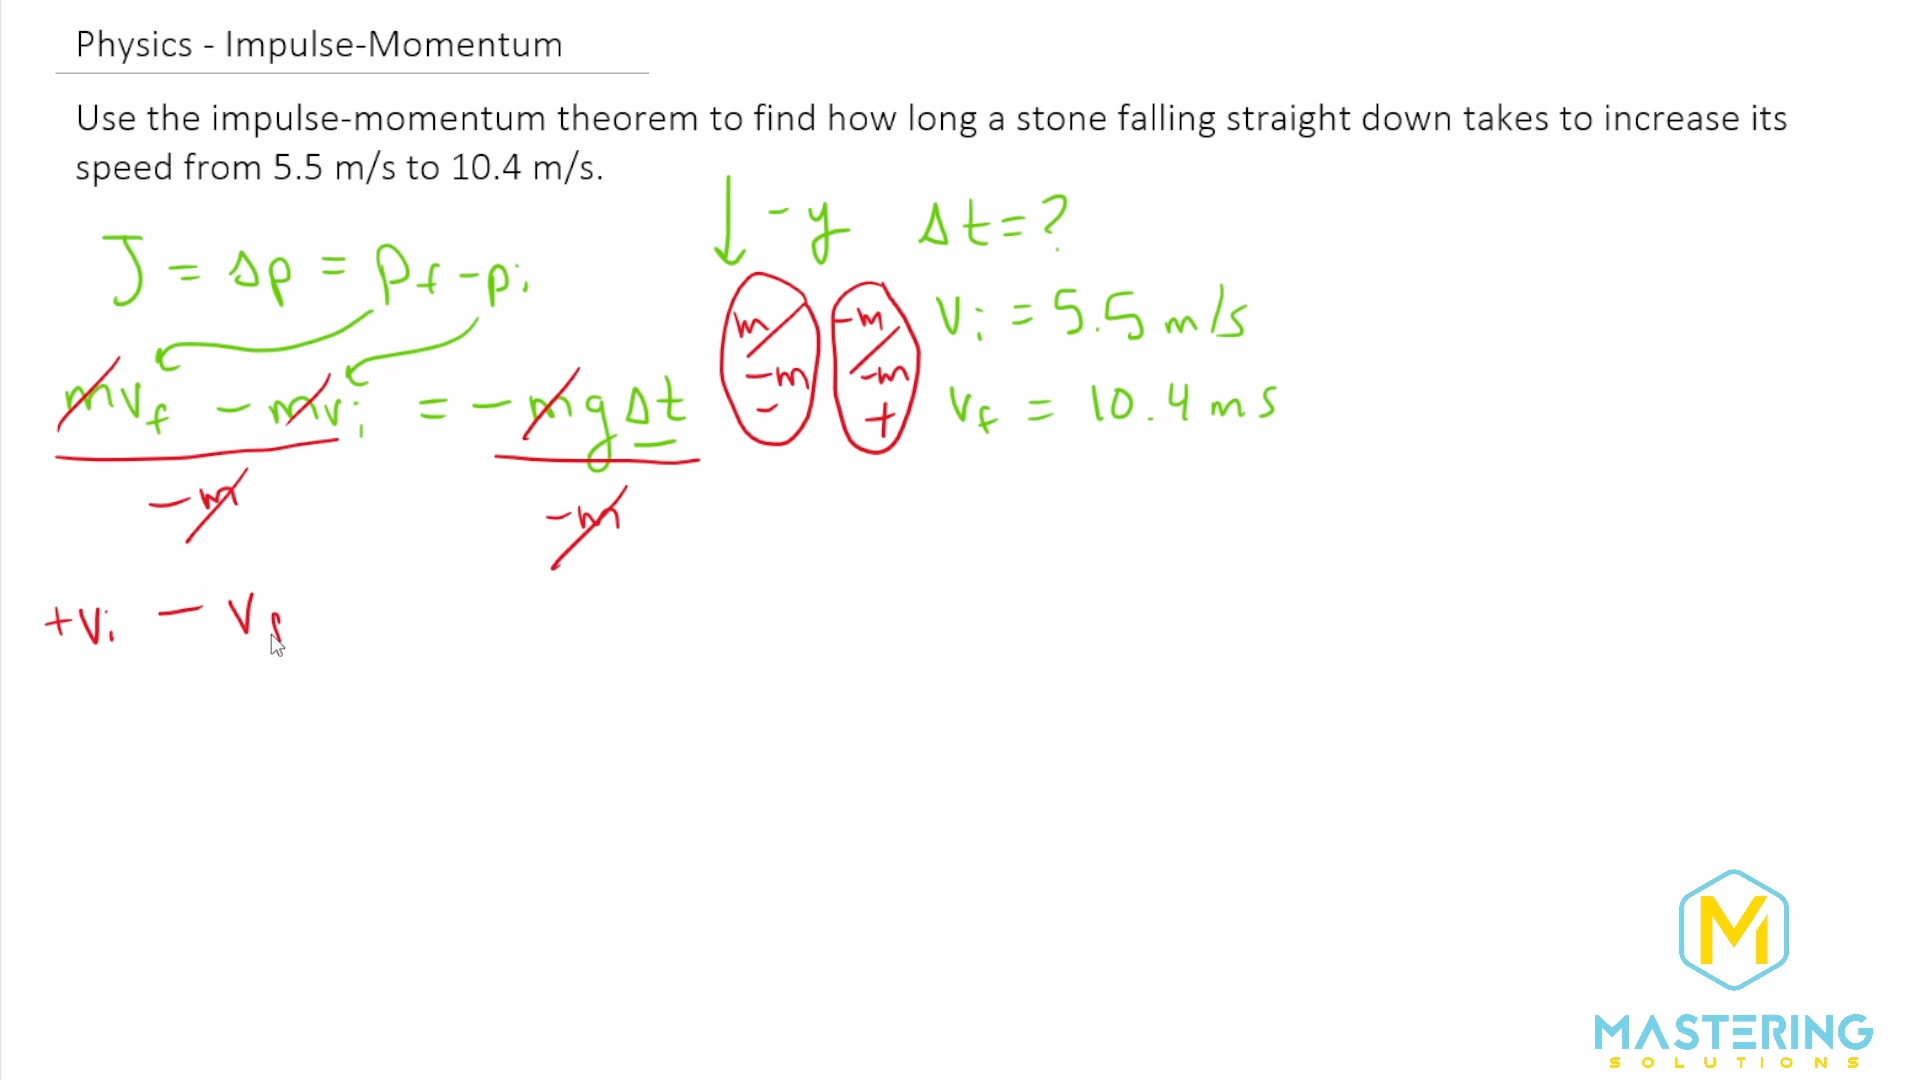 Physics - Impulse-Momentum
Use the impulse-momentum theorem to find how long a stone falling straight down takes to increase its
speed from 5.5 m/s to 10.4 m/s.
↓ -y Δt = ?
J = Δp = pf - pi
vi = 5.5 m/s
m / -m -
-m / -m +
vf = 10.4 m s
mvf - mvi = -mgΔt
-m -m
+vi - vf
M
MASTERING
SOLUTIONS